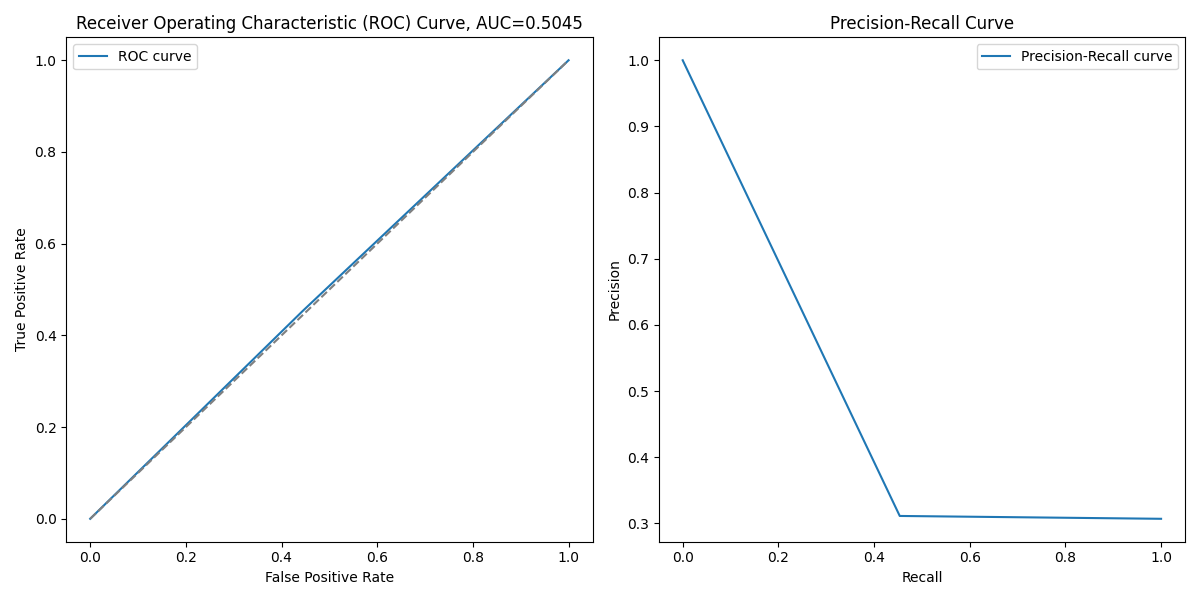 Receiver Operating Characteristic (ROC) Curve, AUC=0.5045
ROC curve
1.0
0.8
0.6
0.4
0.2
0.0
True Positive Rate
0.0 0.2 0.4 0.6 0.8 1.0
False Positive Rate
Precision-Recall Curve
Precision-Recall curve
1.0
0.9
0.8
0.7
0.6
0.5
0.4
0.3
Precision
0.0 0.2 0.4 0.6 0.8 1.0
Recall